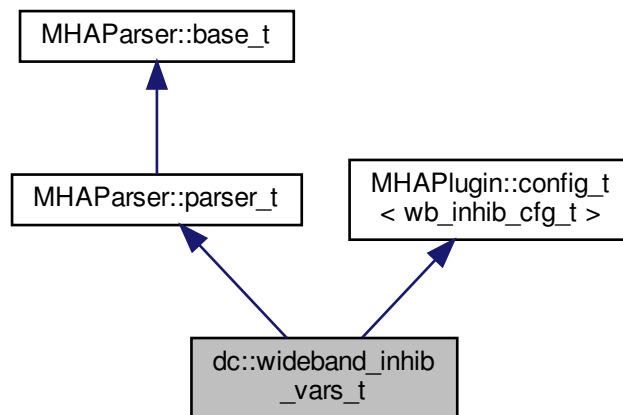 MHAParser::base_t
MHAParser::parser_t
MHAPlugin::config_t
< wb_inhib_cfg_t >
dc::wideband_inhib
_vars_t